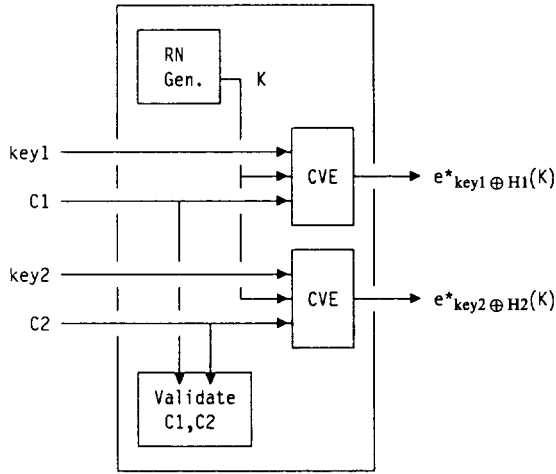 RN
Gen.
K
key1
CVE
e*key1⊕H1(K)
C1
key2
CVE
e*key2⊕H2(K)
C2
Validate
C1,C2